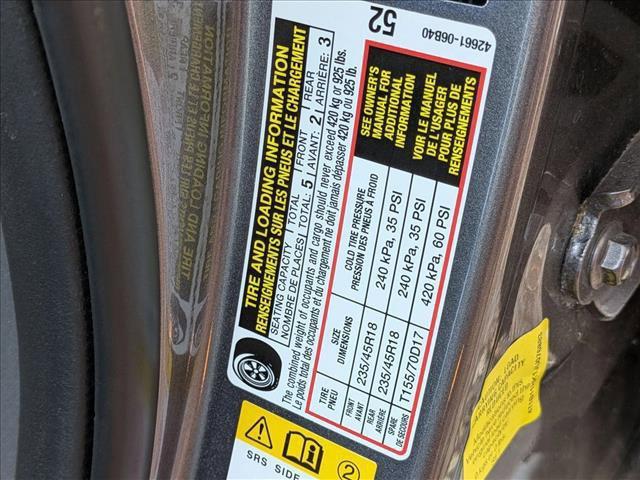 42661-06B40
52
TIRE AND LOADING INFORMATION
RENSEIGNEMENTS SUR LES PNEUS ET LE CHARGEMENT
SEATING CAPACITY TOTAL FRONT REAR
NOMBRE DE PLACES TOTAL: 5 AVANT: 2 ARRIÈRE: 3
The combined weight of occupants and cargo should never exceed 420 kg or 925 lbs.
Le poids total des occupants et du chargement ne doit jamais dépasser 420 kg ou 925 lb.
TIRE
PNEU
SIZE
DIMENSIONS
COLD TIRE PRESSURE
PRESSION DES PNEUS À FROID
SEE OWNER'S
MANUAL FOR
ADDITIONAL
INFORMATION
VOIR LE MANUEL
DE L'USAGER
POUR PLUS DE
RENSEIGNEMENTS
FRONT
AVANT
235/45R18
240 kPa, 35 PSI
REAR
ARRIÈRE
235/45R18
240 kPa, 35 PSI
SPARE
DE SECOURS
T155/70D17
420 kPa, 60 PSI
SRS SIDE
2
TIRE AND LOADING INFORMATION
LOAD
CAPACITY